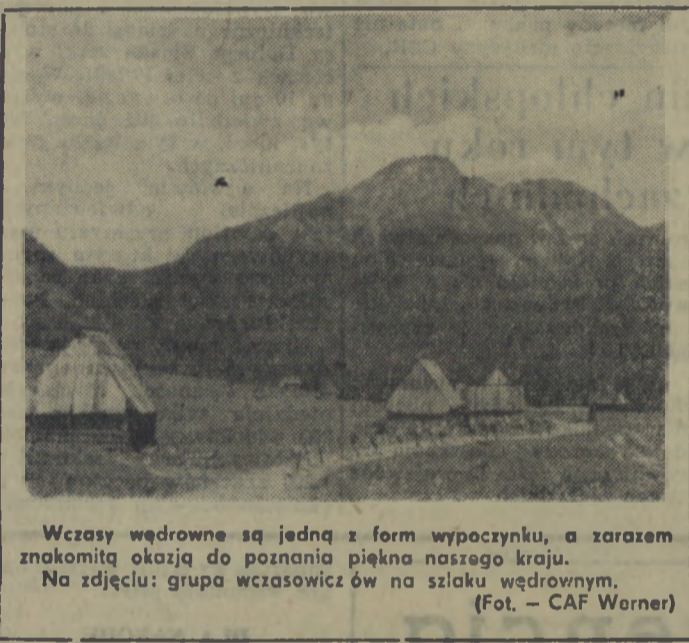 Wczasy wędrowne są jedną z form wypoczynku, a zarazem
znakomitą okazją do poznania piękna naszego kraju.
Na zdjęciu: grupa wczasowicz ów na szlaku wędrownym.
(Fot. — CAF Werner)